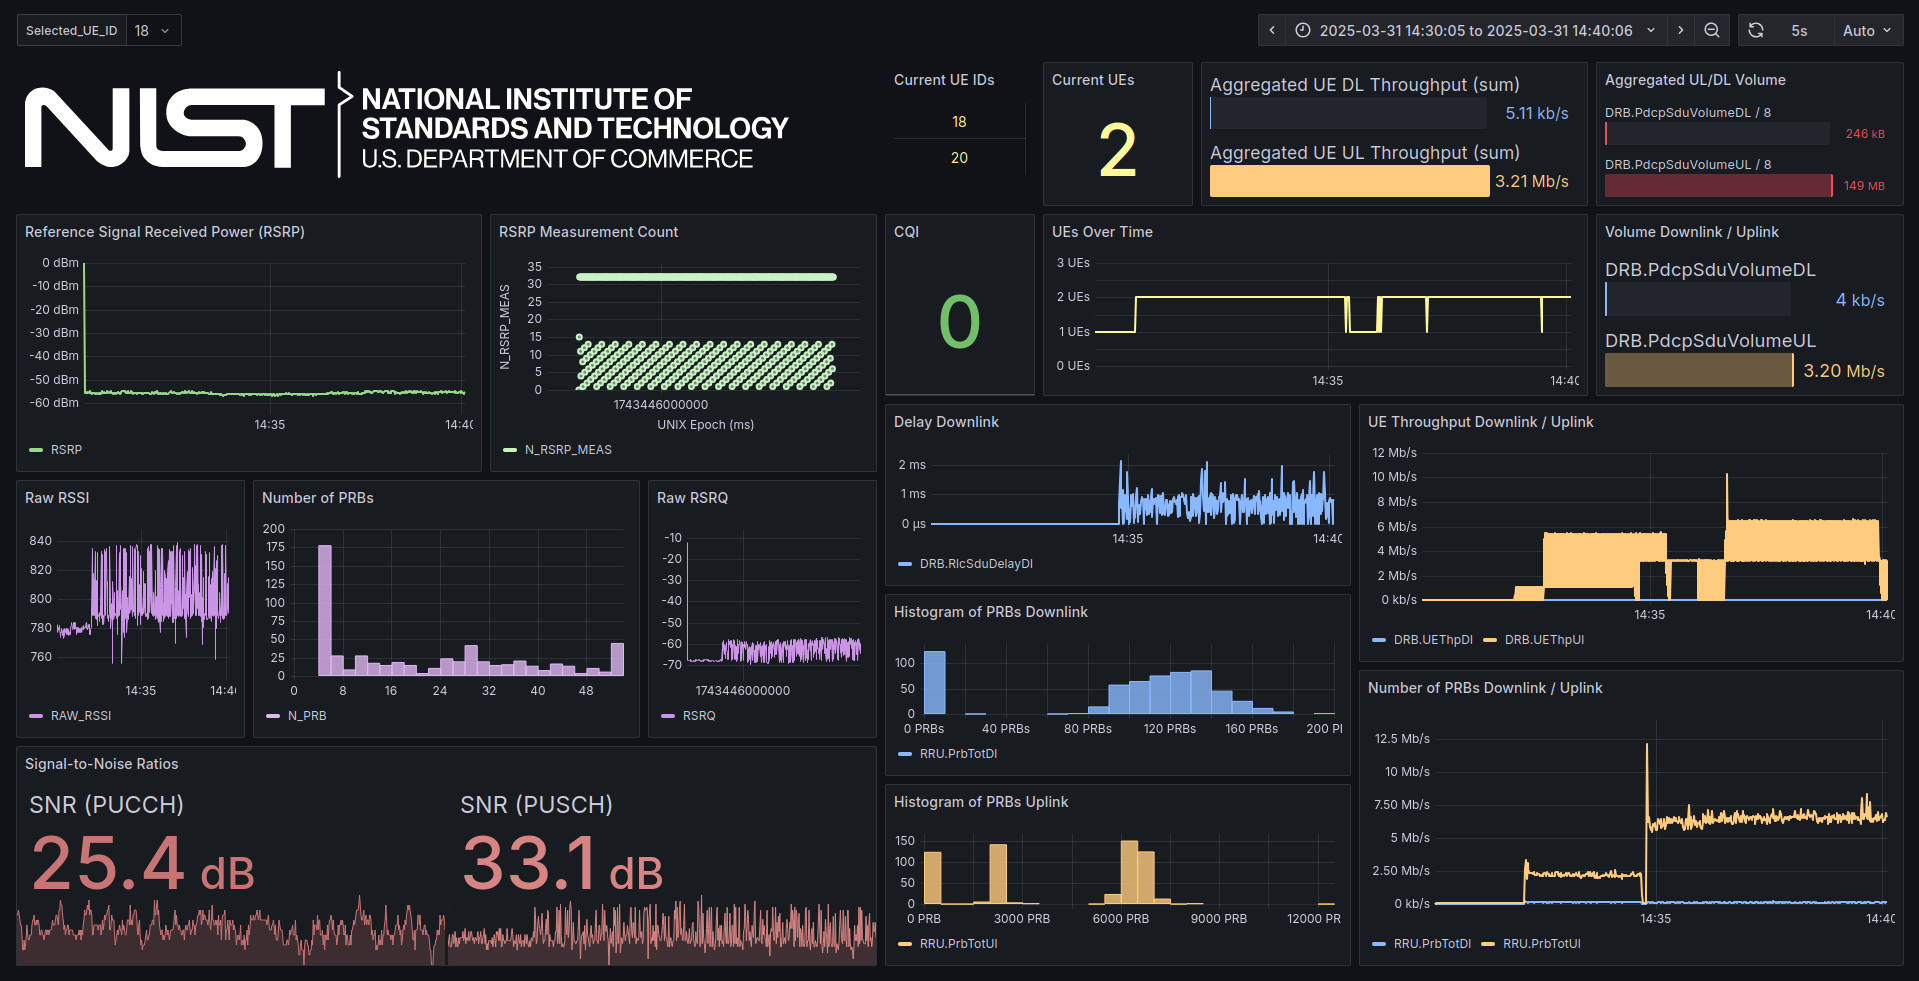 Selected_UE_ID 18
2025-03-31 14:30:05 to 2025-03-31 14:40:06
5s Auto
NIST
NATIONAL INSTITUTE OF
STANDARDS AND TECHNOLOGY
U.S. DEPARTMENT OF COMMERCE
Current UE IDs
18
20
Current UEs
2
Aggregated UE DL Throughput (sum)
5.11 kb/s
Aggregated UE UL Throughput (sum)
3.21 Mb/s
Aggregated UL/DL Volume
DRB.PdcpSduVolumeDL / 8
246 kB
DRB.PdcpSduVolumeUL / 8
149 MB
Reference Signal Received Power (RSRP)
0 dBm
-10 dBm
-20 dBm
-30 dBm
-40 dBm
-50 dBm
-60 dBm
14:35 14:40
RSRP
RSRP Measurement Count
N_RSRP_MEAS
35
30
25
20
15
10
5
0
1743446000000
UNIX Epoch (ms)
N_RSRP_MEAS
CQI
0
UEs Over Time
3 UEs
2 UEs
1 UEs
0 UEs
14:35 14:40
Volume Downlink / Uplink
DRB.PdcpSduVolumeDL
4 kb/s
DRB.PdcpSduVolumeUL
3.20 Mb/s
Delay Downlink
2 ms
1 ms
0 µs
14:35 14:40
DRB.RlcSduDelayDl
UE Throughput Downlink / Uplink
12 Mb/s
10 Mb/s
8 Mb/s
6 Mb/s
4 Mb/s
2 Mb/s
0 kb/s
14:35 14:40
DRB.UEThpDl DRB.UEThpUl
Raw RSSI
840
820
800
780
760
14:35 14:4
RAW_RSSI
Number of PRBs
200
175
150
125
100
75
50
25
0
0 8 16 24 32 40 48
N_PRB
Raw RSRQ
-10
-20
-30
-40
-50
-60
-70
1743446000000
RSRQ
Histogram of PRBs Downlink
100
50
0
0 PRBs 40 PRBs 80 PRBs 120 PRBs 160 PRBs 200 PI
RRU.PrbTotDl
Number of PRBs Downlink / Uplink
12.5 Mb/s
10 Mb/s
7.50 Mb/s
5 Mb/s
2.50 Mb/s
0 kb/s
14:35 14:40
RRU.PrbTotDl RRU.PrbTotUl
Signal-to-Noise Ratios
SNR (PUCCH)
25.4 dB
SNR (PUSCH)
33.1 dB
Histogram of PRBs Uplink
150
100
50
0
0 PRB 3000 PRB 6000 PRB 9000 PRB 12000 PR
RRU.PrbTotUl